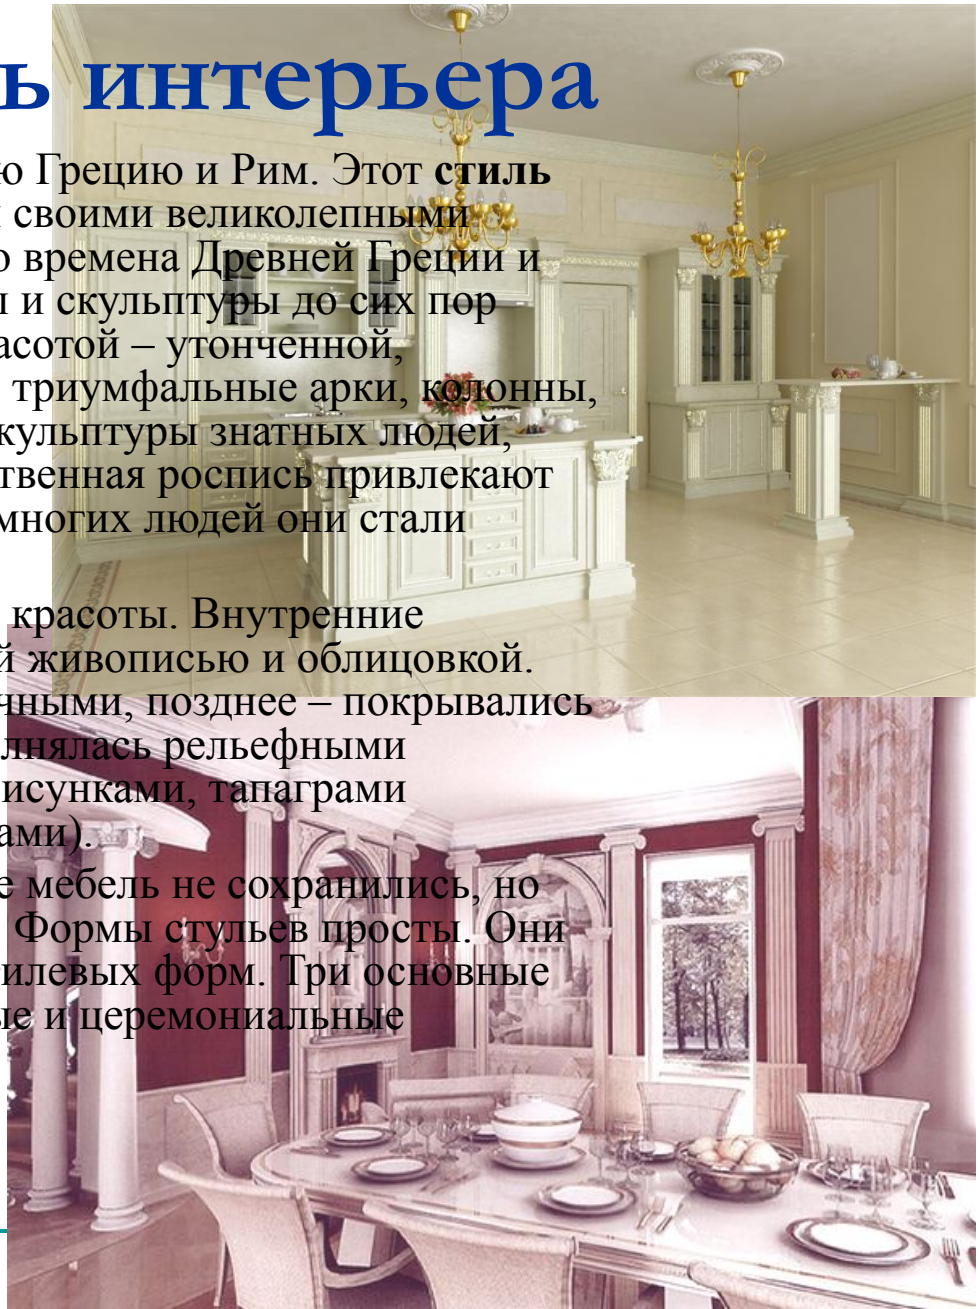 ь интерьера
ю Грецию и Рим. Этот стиль
и своими великолепными
о времена Древней Греции и
ы и скульптуры до сих пор
асотой – утонченной,
триумфальные арки, колонны,
кульптуры знатных людей,
твенная роспись привлекают
многих людей они стали
красоты. Внутренние
й живописью и облицовкой.
чными, позднее – покрывались
лнялась рельефными
исунками, тапаграми
ами).
е мебель не сохранились, но
Формы стульев просты. Они
илевых форм. Три основные
ые и церемониальные